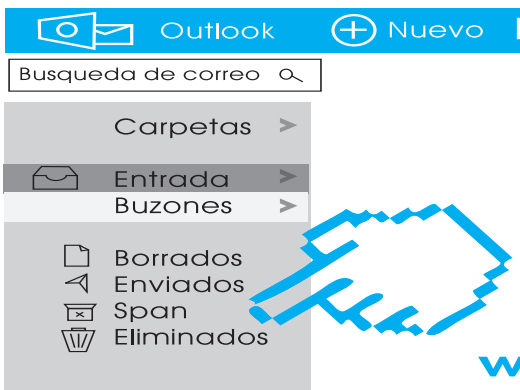 Outlook Nuevo
Busqueda de correo
Carpetas >
Entrada >
Buzones >
Borrados
Enviados
Span
Eliminados
w